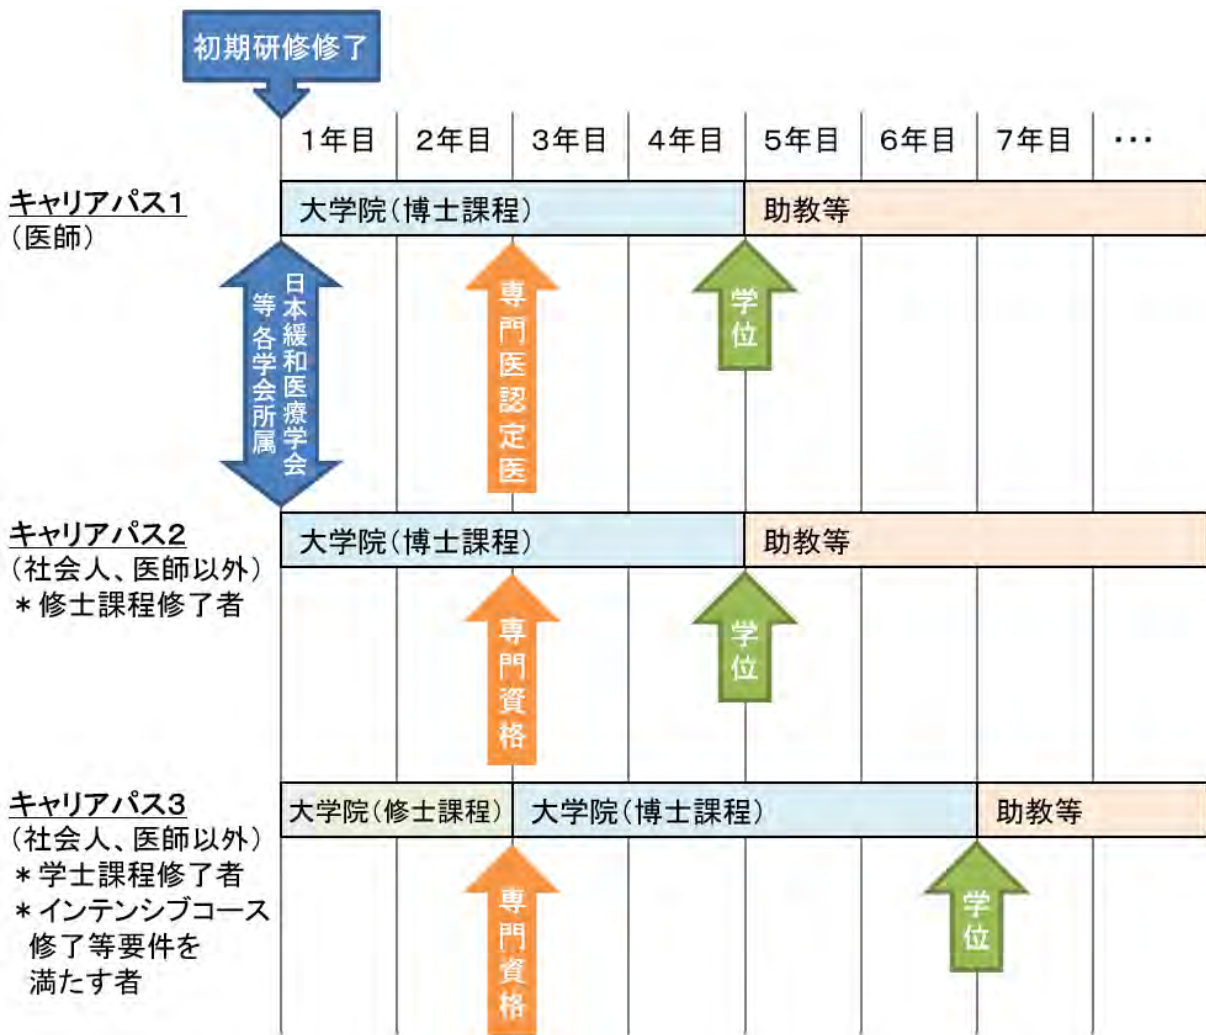 初期研修修了
1年目
2年目
3年目
4年目
5年目
6年目
7年目
・・・
キャリアパス1
(医師)
大学院(博士課程)
助教等
日本緩和医療学会
等 各学会所属
専門医認定医
学位
キャリアパス2
(社会人、医師以外)
*修士課程修了者
大学院(博士課程)
助教等
専門資格
学位
キャリアパス3
(社会人、医師以外)
*学士課程修了者
*インテンシブコース
修了等要件を
満たす者
大学院(修士課程)
大学院(博士課程)
助教等
専門資格
学位